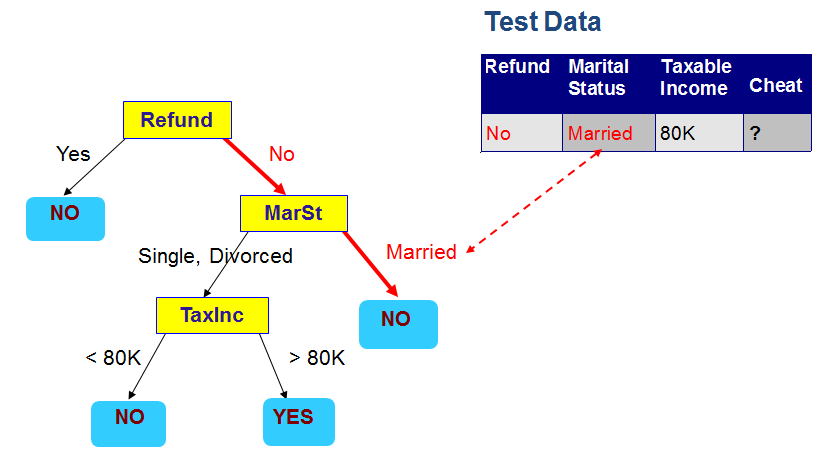 Test Data
Refund Marital Status Taxable Income Cheat
No Married 80K ?
Refund
Yes No
NO MarSt
Single, Divorced Married
TaxInc NO
< 80K > 80K
NO YES